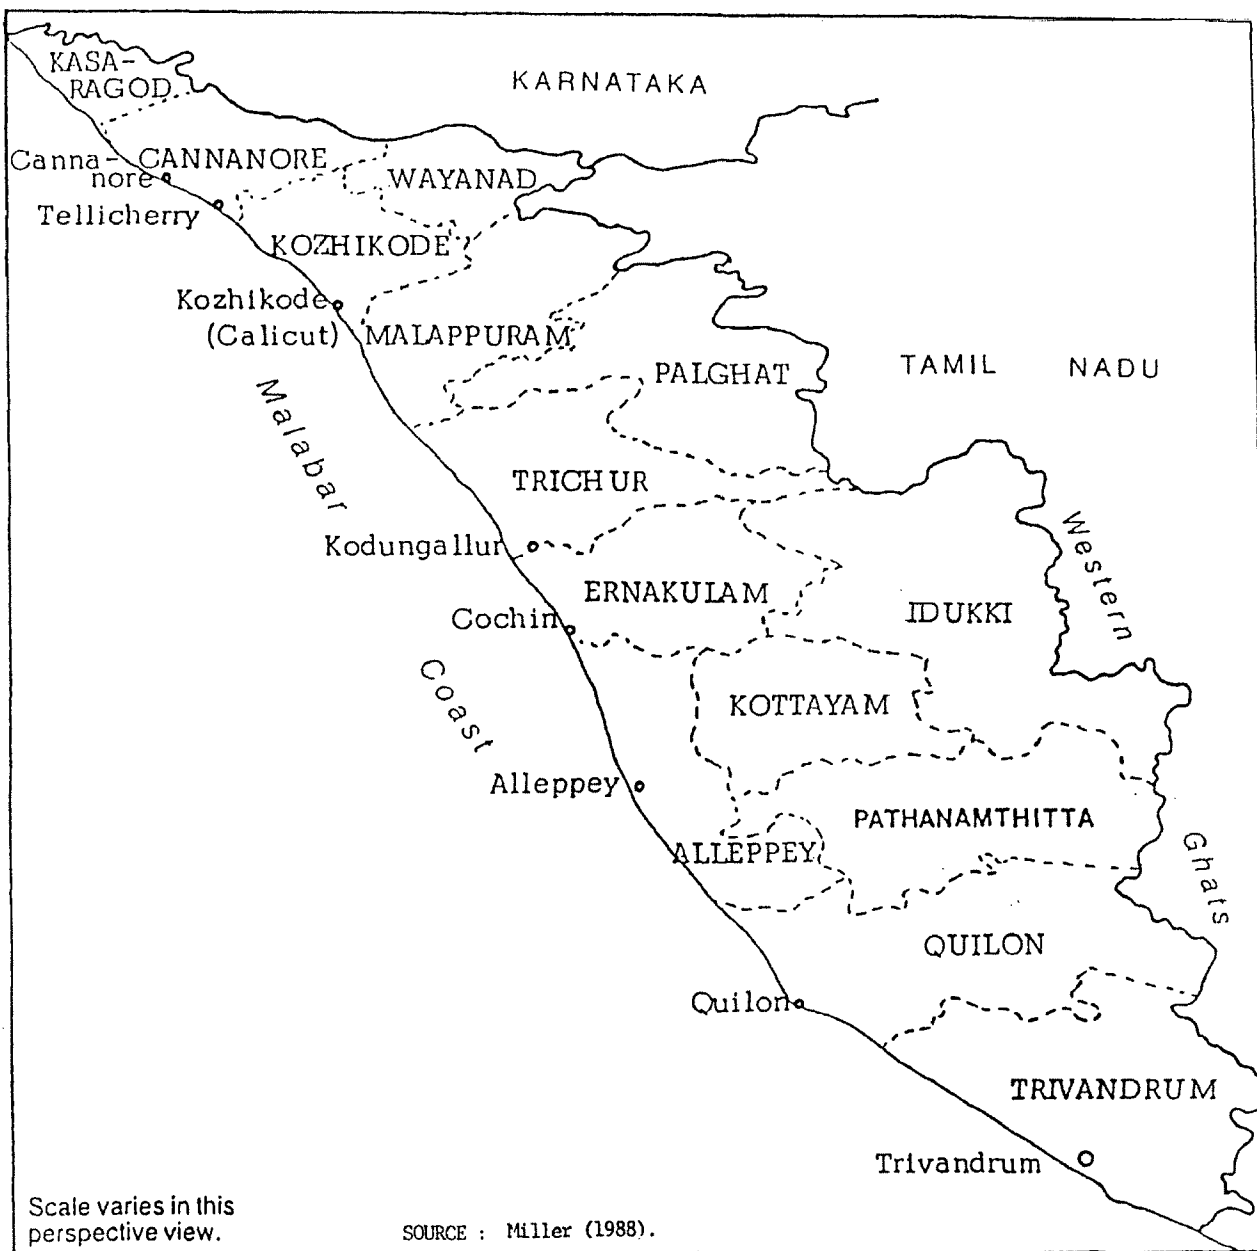 KASA-
RAGOD
KARNATAKA
Canna-
nore
CANNANORE
WAYANAD
Tellicherry
KOZHIKODE
Kozhikode
(Calicut)
MALAPPURAM
PALGHAT
TAMIL NADU
Malabar
TRICHUR
Western
Kodungallur
ERNAKULAM
IDUKKI
Cochin
Coast
KOTTAYAM
Alleppey
PATHANAMTHITTA
ALLEPPEY
Ghats
QUILON
Quilon
TRIVANDRUM
Trivandrum
Scale varies in this
perspective view.
SOURCE : Miller (1988).